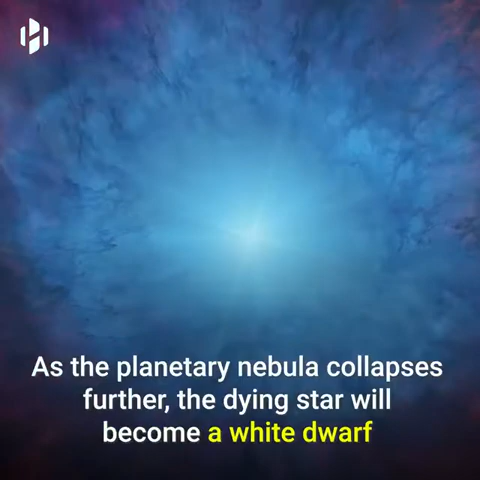 As the planetary nebula collapses
further, the dying star will
become a white dwarf